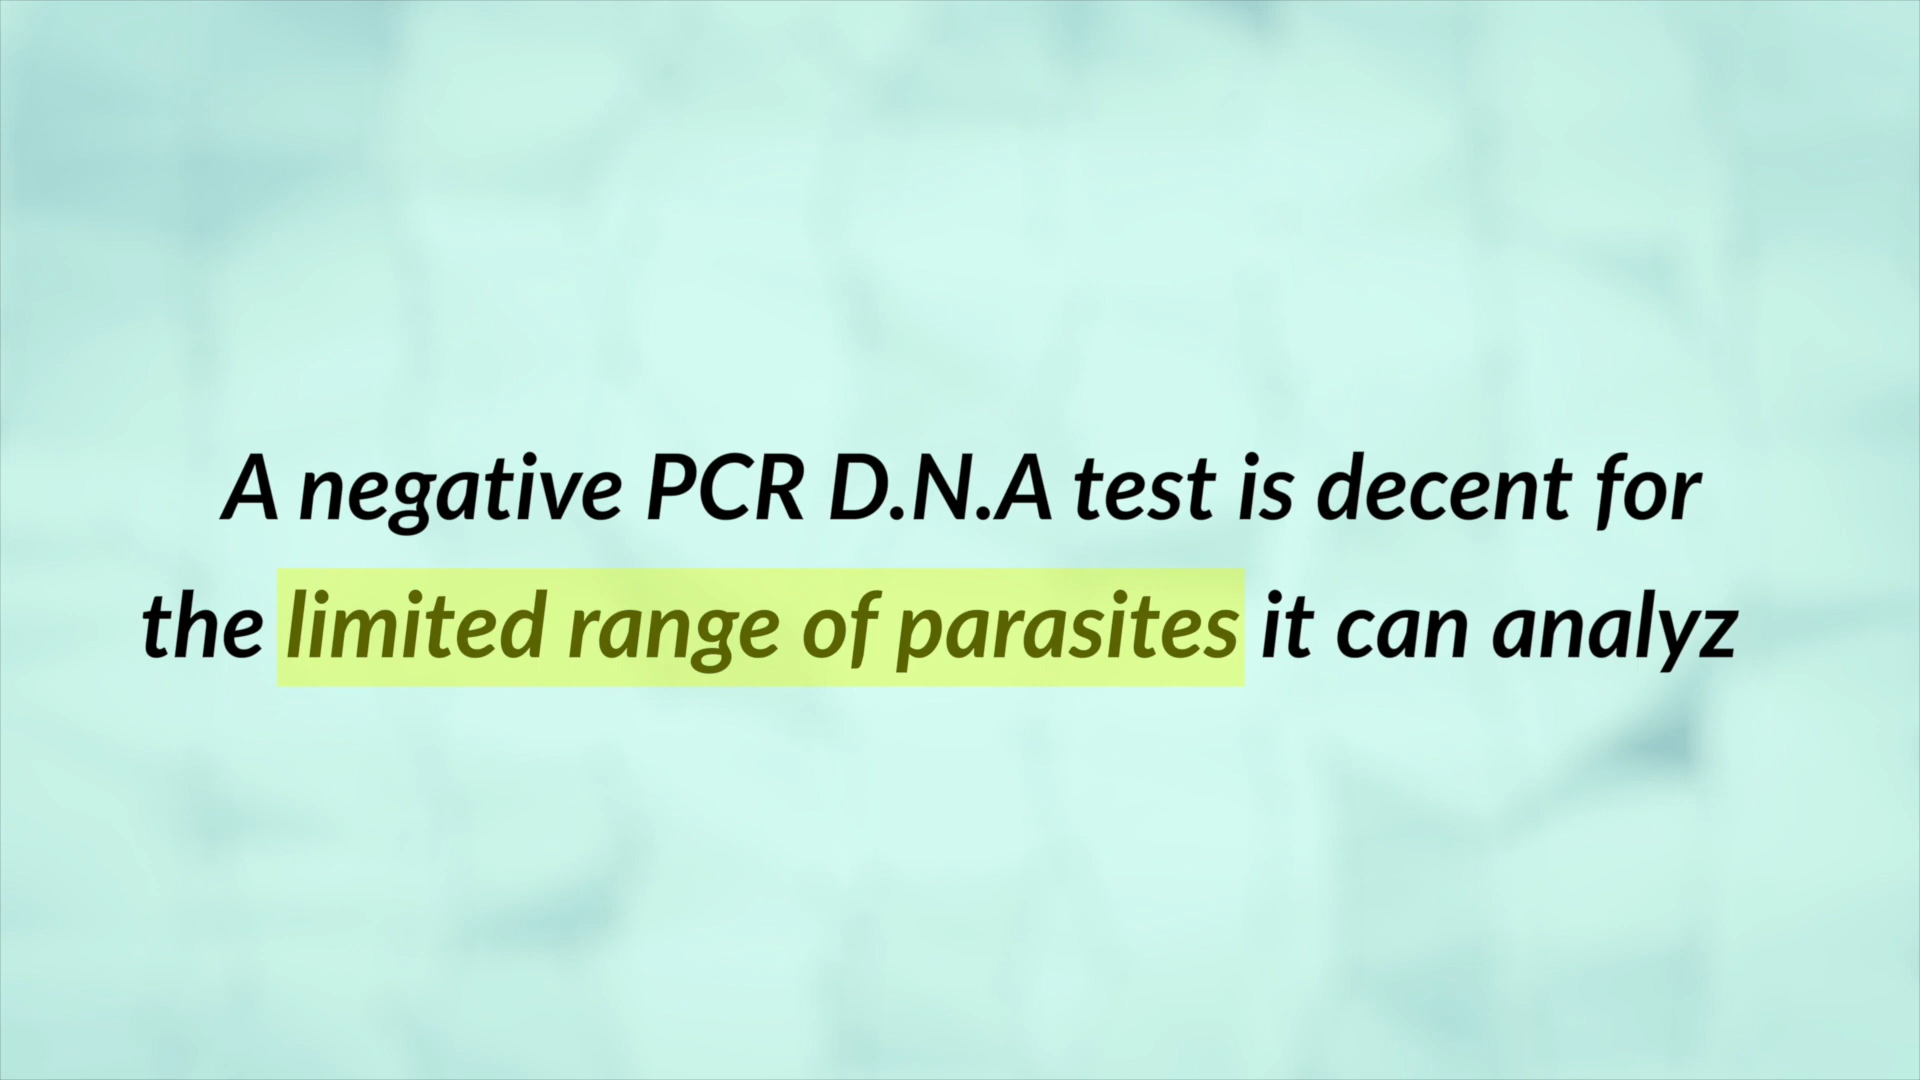 A negative PCR D.N.A test is decent for
the limited range of parasites it can analyz